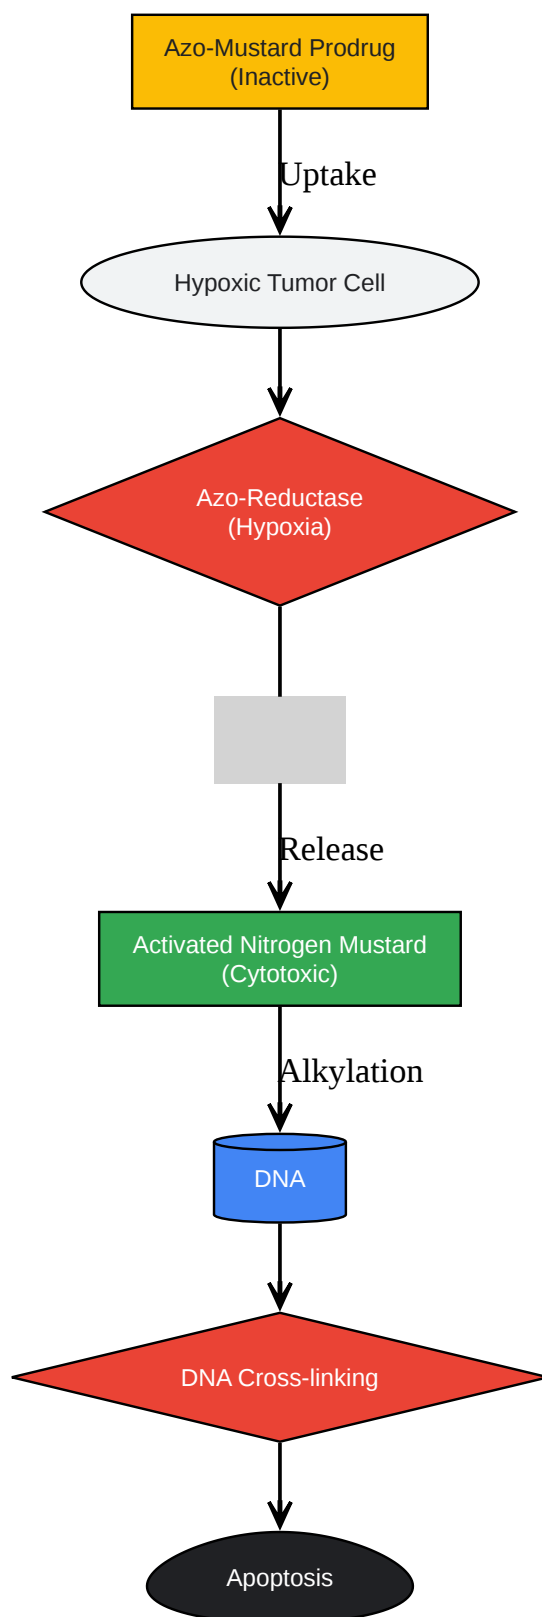 Azo-Mustard Prodrug
(Inactive)
Uptake
Hypoxic Tumor Cell
Azo-Reductase
(Hypoxia)
Release
Activated Nitrogen Mustard
(Cytotoxic)
Alkylation
DNA
DNA Cross-linking
Apoptosis